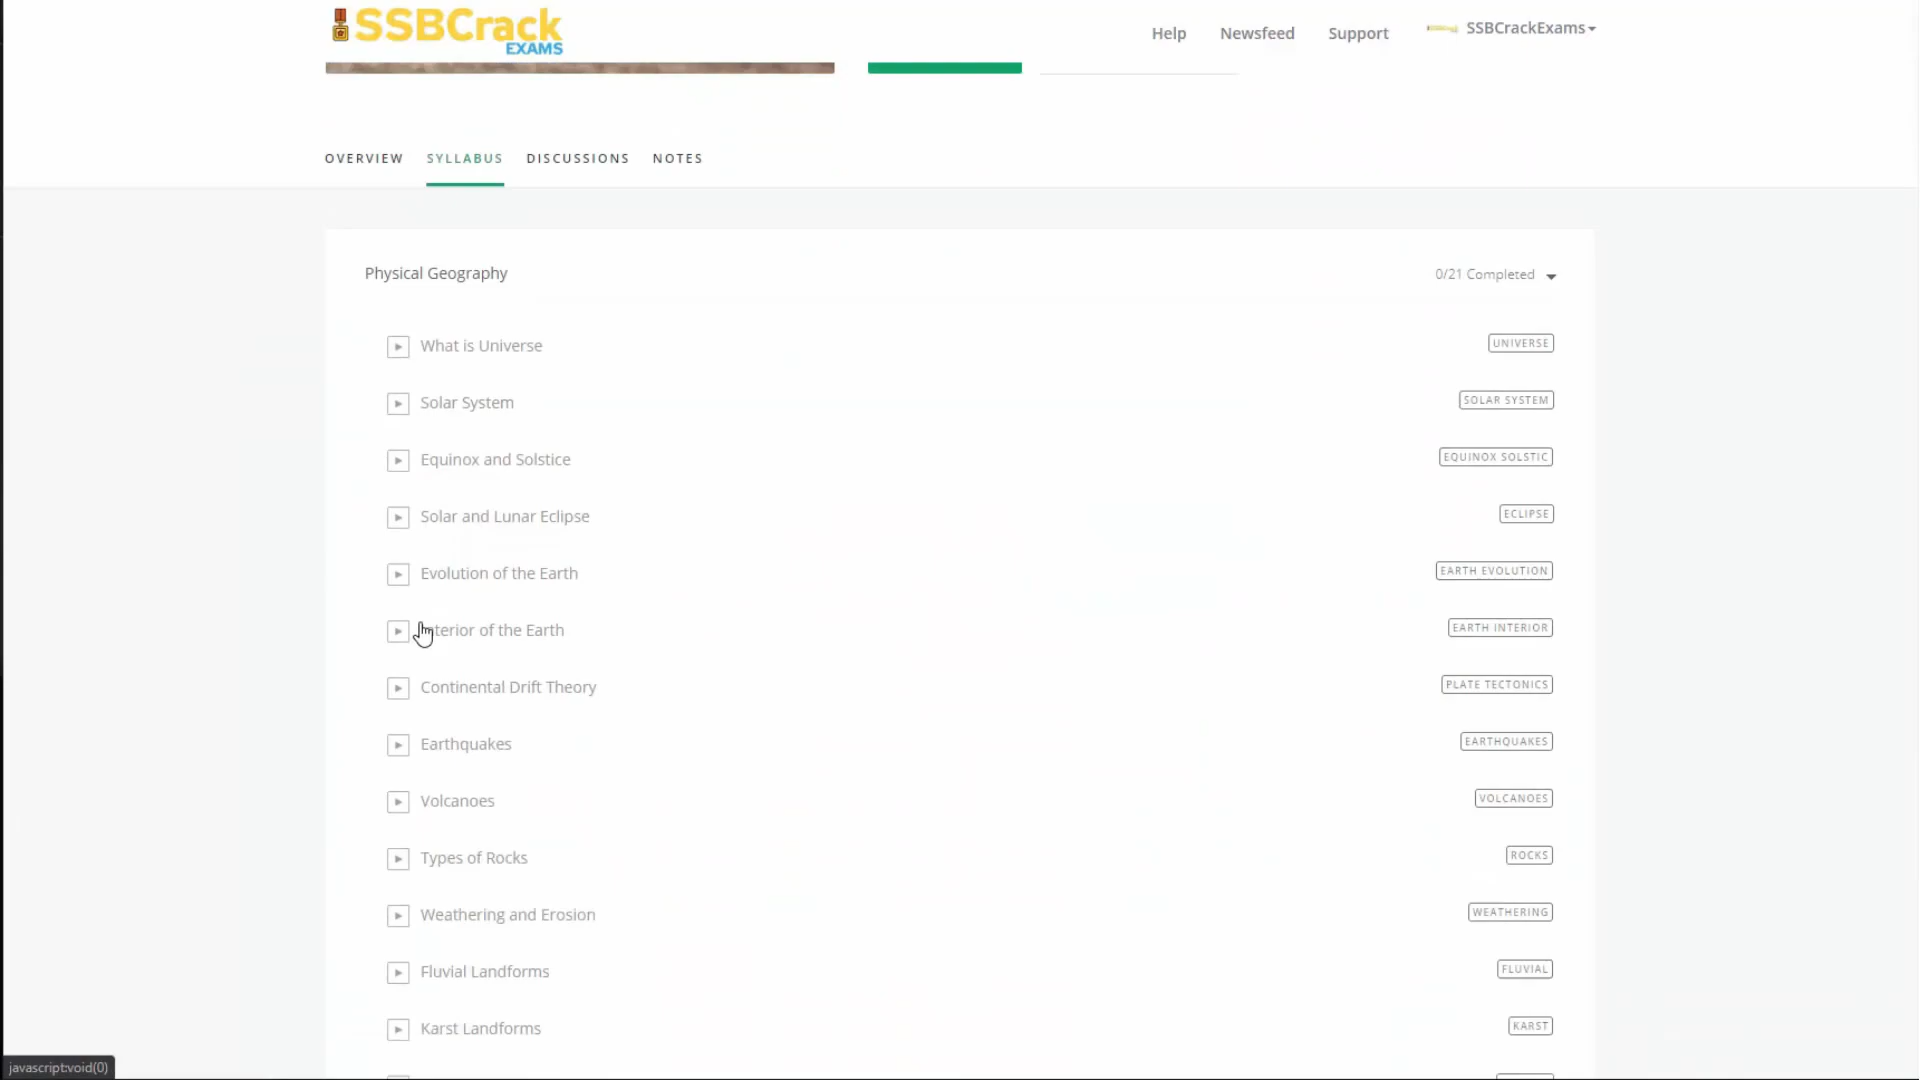 SSBCrack
EXAMS
Help Newsfeed Support SSBCrackExams
OVERVIEW SYLLABUS DISCUSSIONS NOTES
Physical Geography 0/21 Completed
What is Universe UNIVERSE
Solar System SOLAR SYSTEM
Equinox and Solstice EQUINOX SOLSTIC
Solar and Lunar Eclipse ECLIPSE
Evolution of the Earth EARTH EVOLUTION
Interior of the Earth EARTH INTERIOR
Continental Drift Theory PLATE TECTONICS
Earthquakes EARTHQUAKES
Volcanoes VOLCANOES
Types of Rocks ROCKS
Weathering and Erosion WEATHERING
Fluvial Landforms FLUVIAL
Karst Landforms KARST
javascript:void(0)